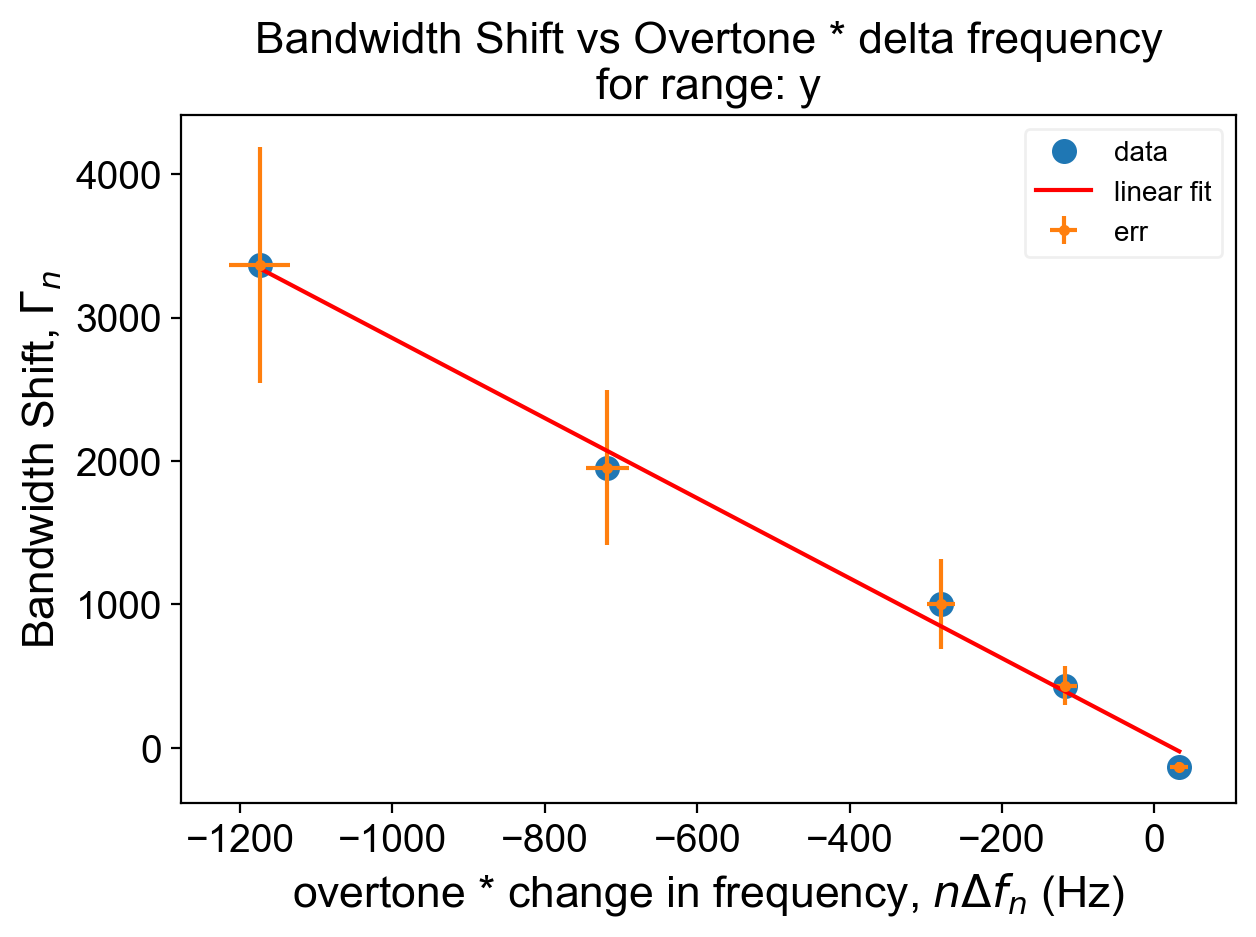 Bandwidth Shift vs Overtone * delta frequency
for range: y
data
linear fit
err
4000
3000
2000
1000
0
Bandwidth Shift, Γₙ
−1200
−1000
−800
−600
−400
−200
0
overtone * change in frequency, nΔfₙ (Hz)